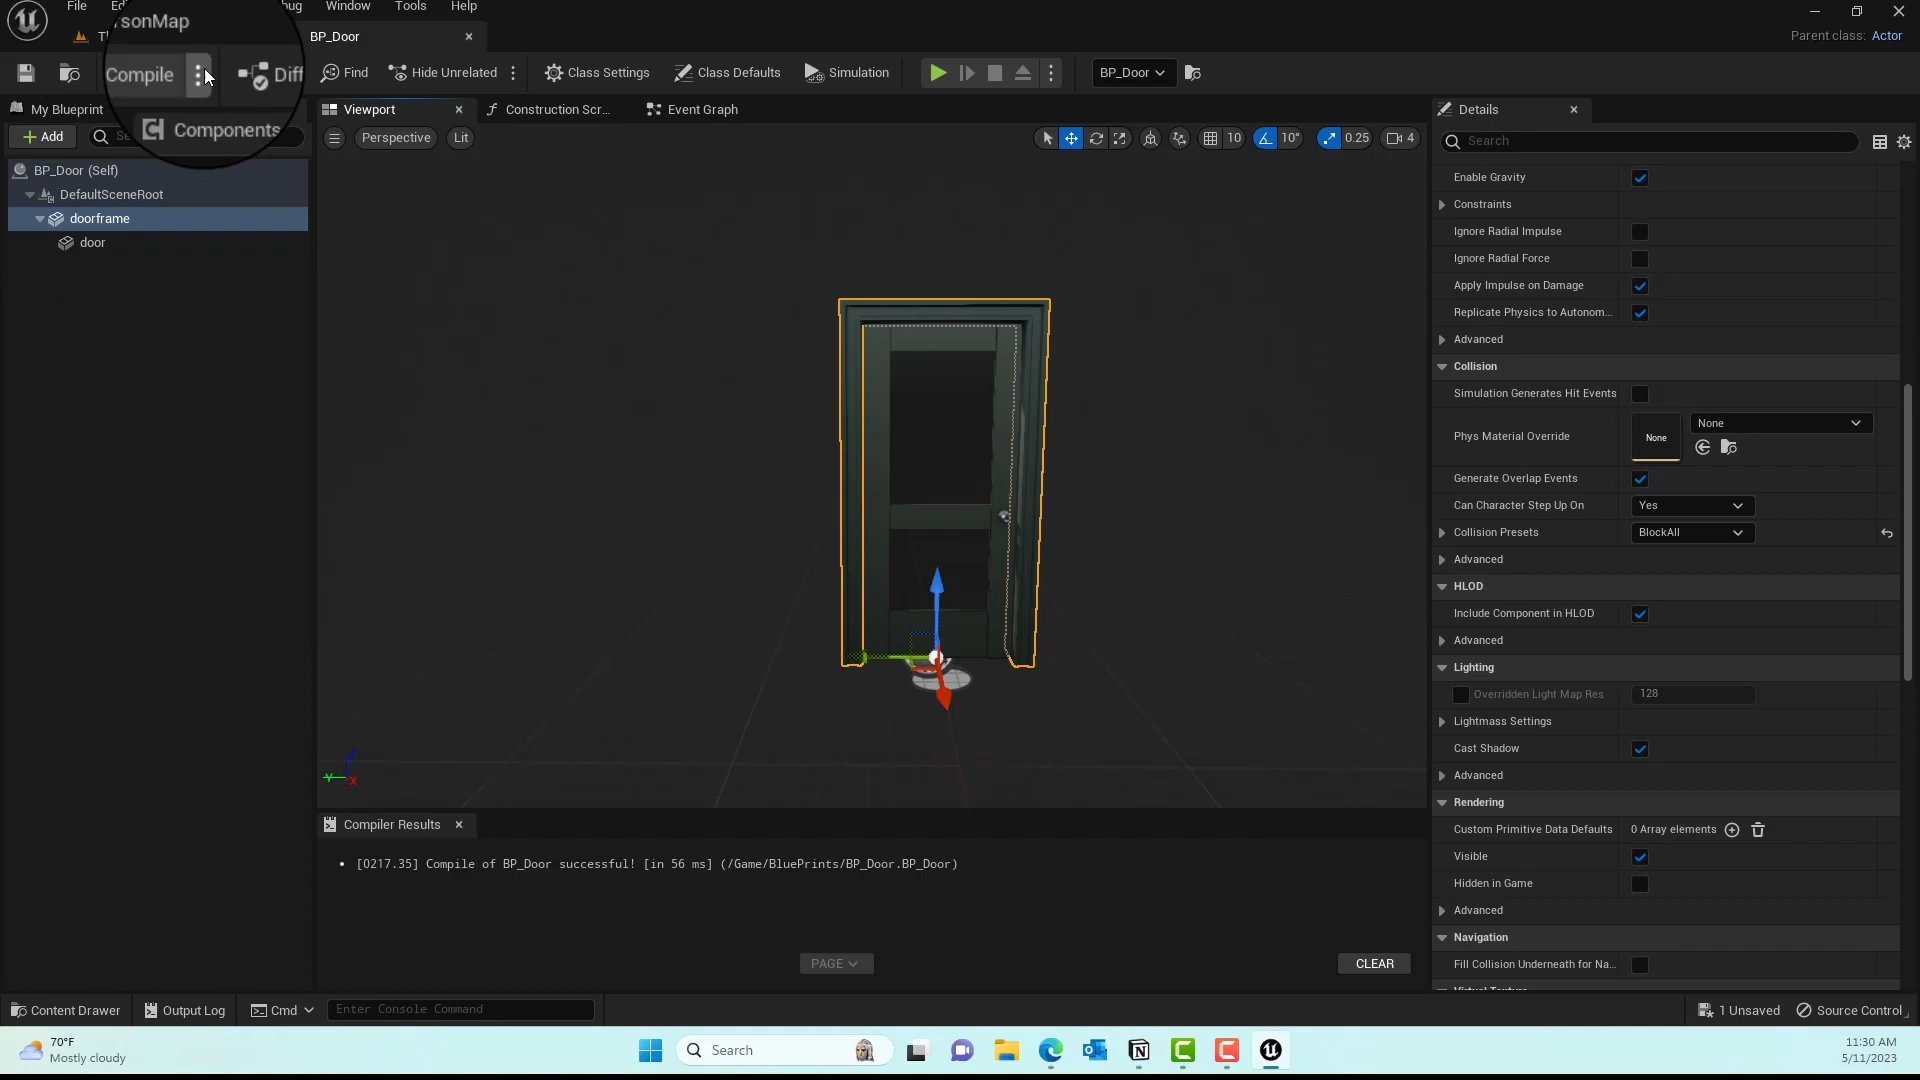 File
Window
Tools
Help
sonMap
BP_Door
Parent class: Actor
Compile
Diff
Find
Hide Unrelated
Class Settings
Class Defaults
Simulation
BP_Door
My Blueprint
Components
Add
Viewport
Construction Scr...
Event Graph
Perspective
Lit
10
10°
0.25
4
BP_Door (Self)
DefaultSceneRoot
doorframe
door
Details
Search
Enable Gravity
Constraints
Ignore Radial Impulse
Ignore Radial Force
Apply Impulse on Damage
Replicate Physics to Autonom...
Advanced
Collision
Simulation Generates Hit Events
Phys Material Override
None
None
Generate Overlap Events
Can Character Step Up On
Yes
Collision Presets
BlockAll
Advanced
HLOD
Include Component in HLOD
Advanced
Lighting
Overridden Light Map Res
128
Lightmass Settings
Cast Shadow
Advanced
Rendering
Custom Primitive Data Defaults
0 Array elements
Visible
Hidden in Game
Advanced
Navigation
Fill Collision Underneath for Na...
Compiler Results
[0217.35] Compile of BP_Door successful! [in 56 ms] (/Game/BluePrints/BP_Door.BP_Door)
PAGE
CLEAR
Content Drawer
Output Log
Cmd
Enter Console Command
1 Unsaved
Source Control
70°F
Mostly cloudy
Search
11:30 AM
5/11/2023